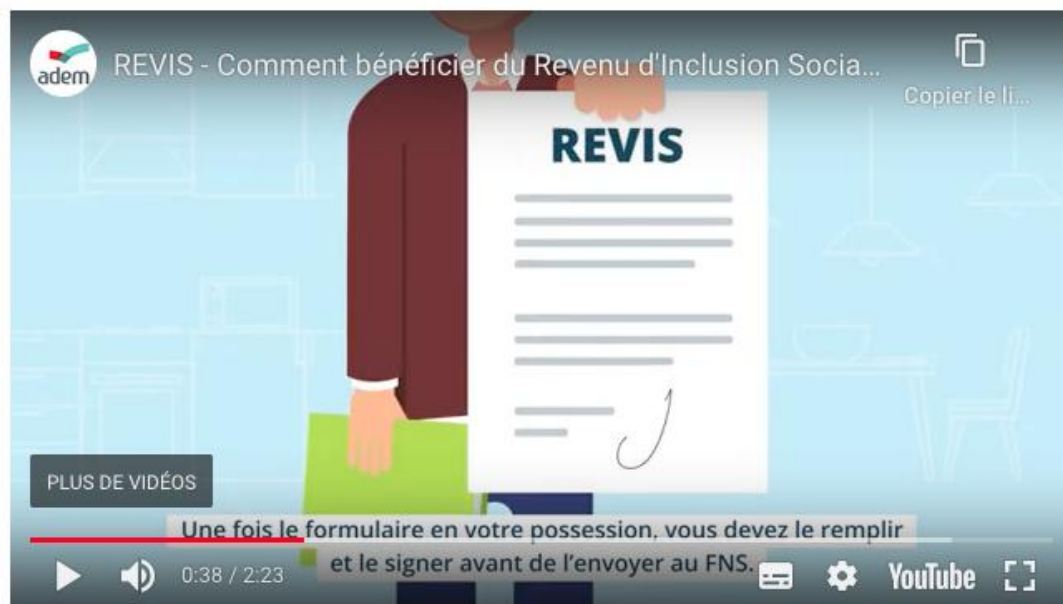 adem
REVIS - Comment bénéficier du Revenu d'Inclusion Socia...
Copier le li...
REVIS
PLUS DE VIDÉOS
Une fois le formulaire en votre possession, vous devez le remplir
et le signer avant de l'envoyer au FNS.
0:38 / 2:23
YouTube